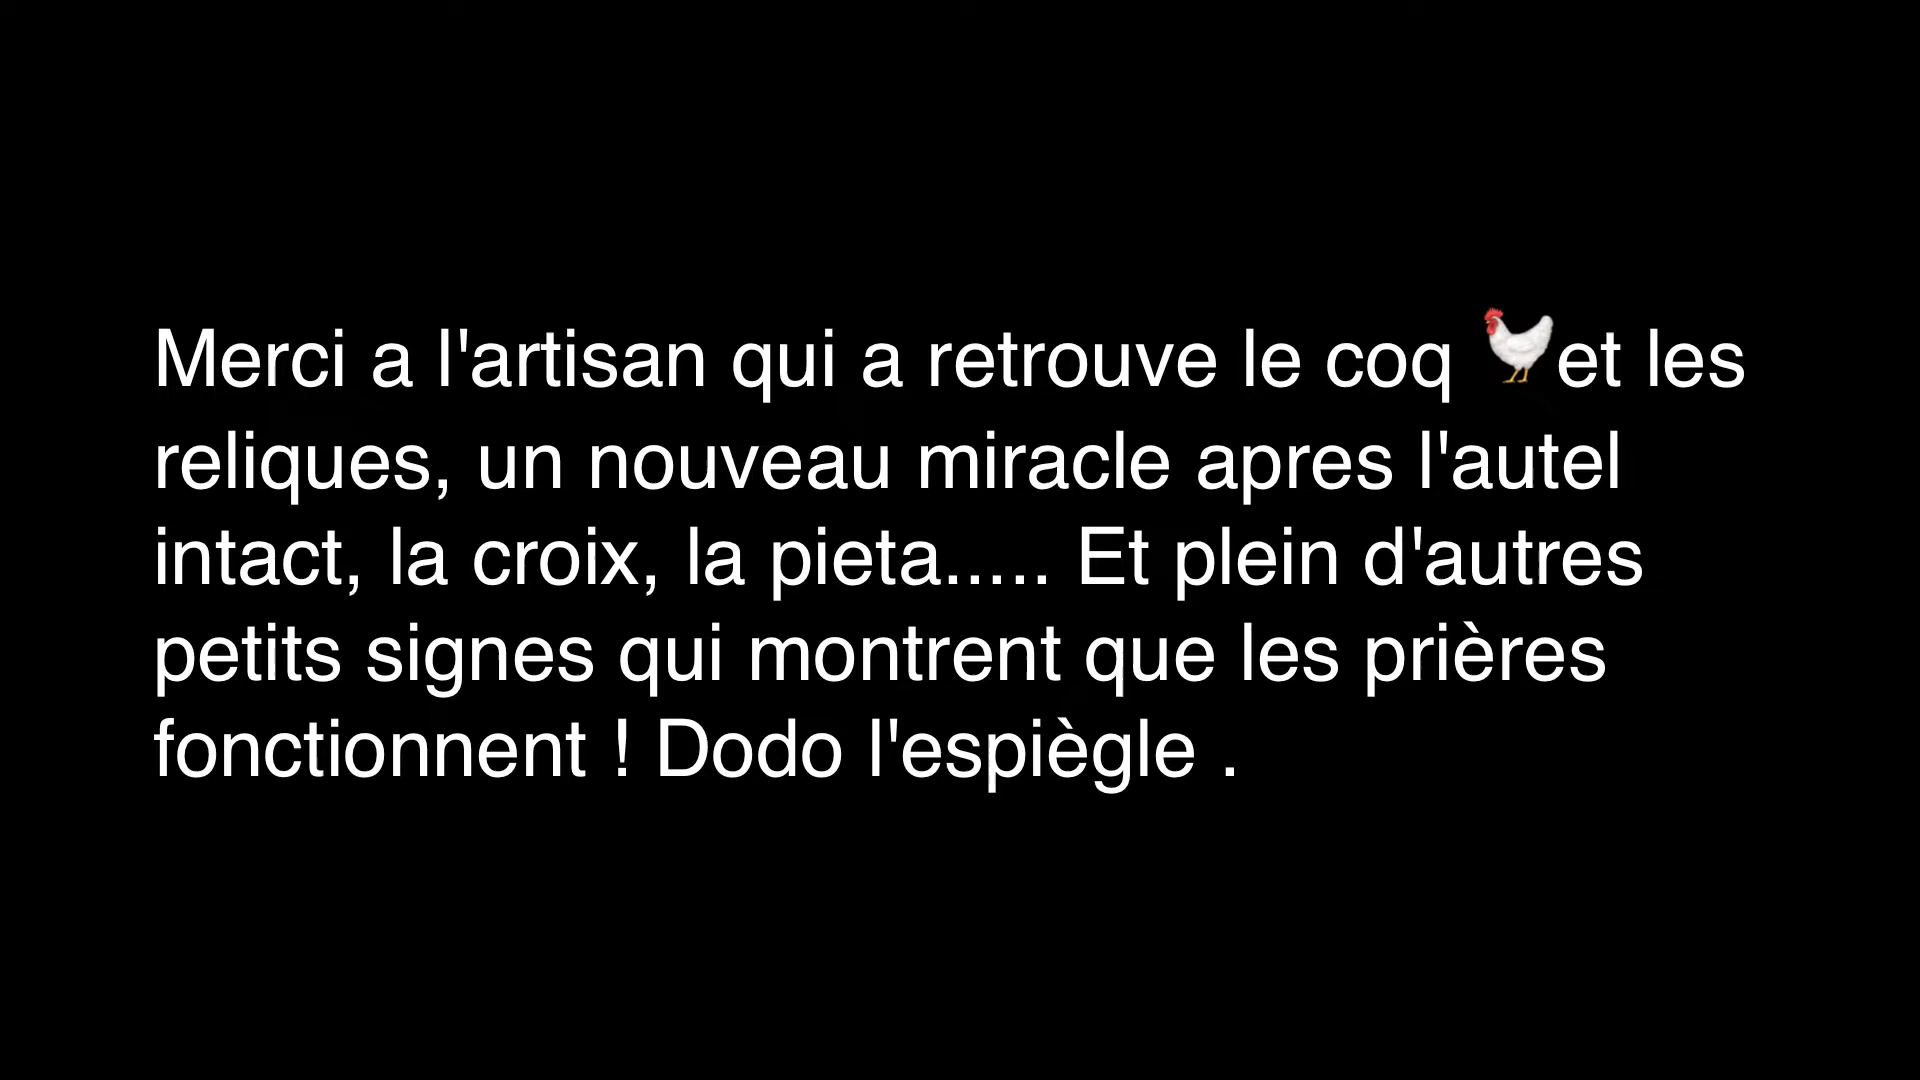 Merci a l'artisan qui a retrouve le coq 🐓et les
reliques, un nouveau miracle apres l'autel
intact, la croix, la pieta..... Et plein d'autres
petits signes qui montrent que les prières
fonctionnent ! Dodo l'espiègle .